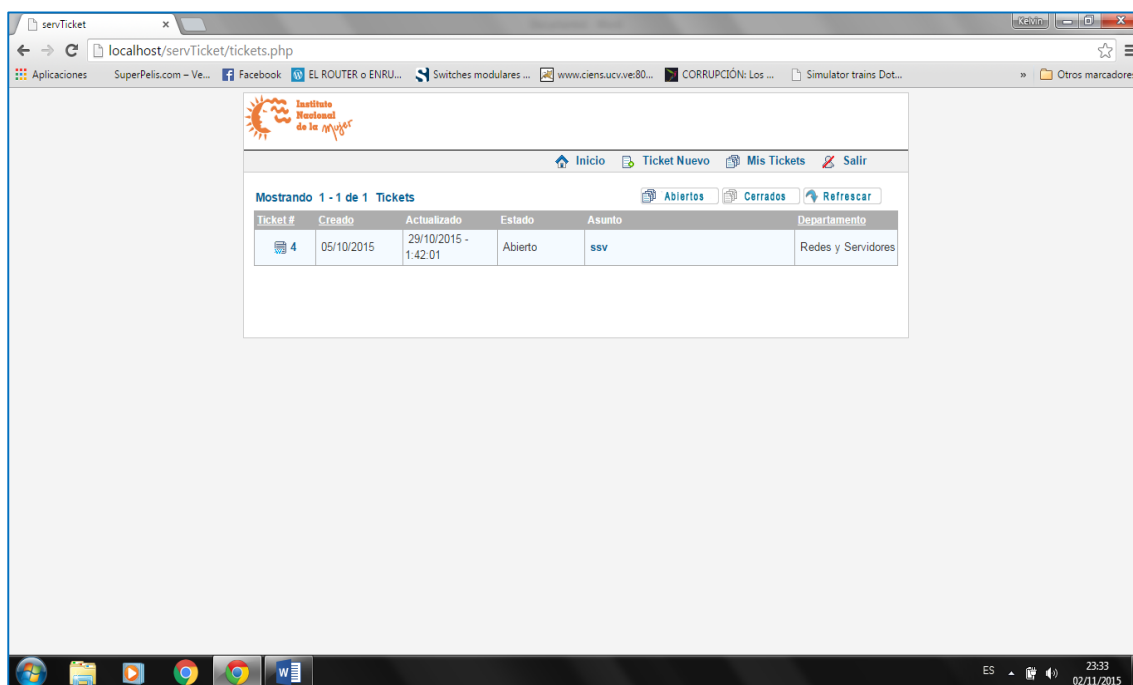 servTicket
Kelvin
localhost/servTicket/tickets.php
Aplicaciones SuperPelis.com – Ve... Facebook EL ROUTER o ENRU... Switches modulares ... www.ciens.ucv.ve:80... CORRUPCIÓN: Los ... Simulator trains Dot... » Otros marcadores
Instituto
Nacional
de la mujer
Inicio Ticket Nuevo Mis Tickets Salir
Mostrando 1 - 1 de 1 Tickets Abiertos Cerrados Refrescar
Ticket # Creado Actualizado Estado Asunto Departamento
4 05/10/2015 29/10/2015 - 1:42:01 Abierto ssv Redes y Servidores
ES 23:33
02/11/2015